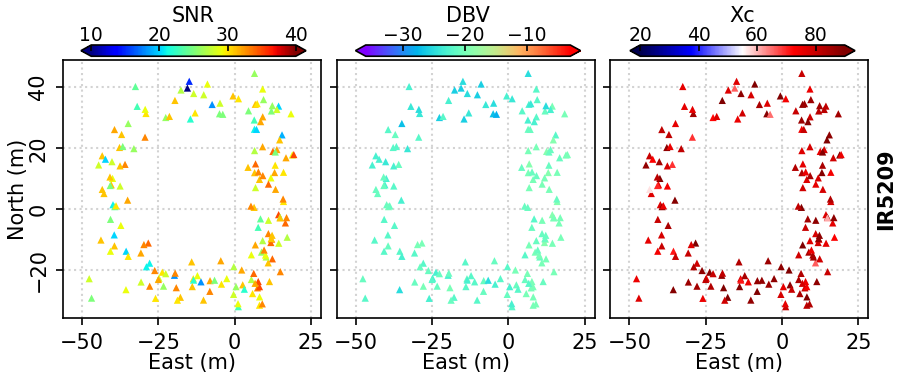 SNR DBV Xc
10 20 30 40 −30 −20 −10 20 40 60 80
40
20
0
−20
North (m)
IR5209
−50 −25 0 25 −50 −25 0 25 −50 −25 0 25
East (m) East (m) East (m)